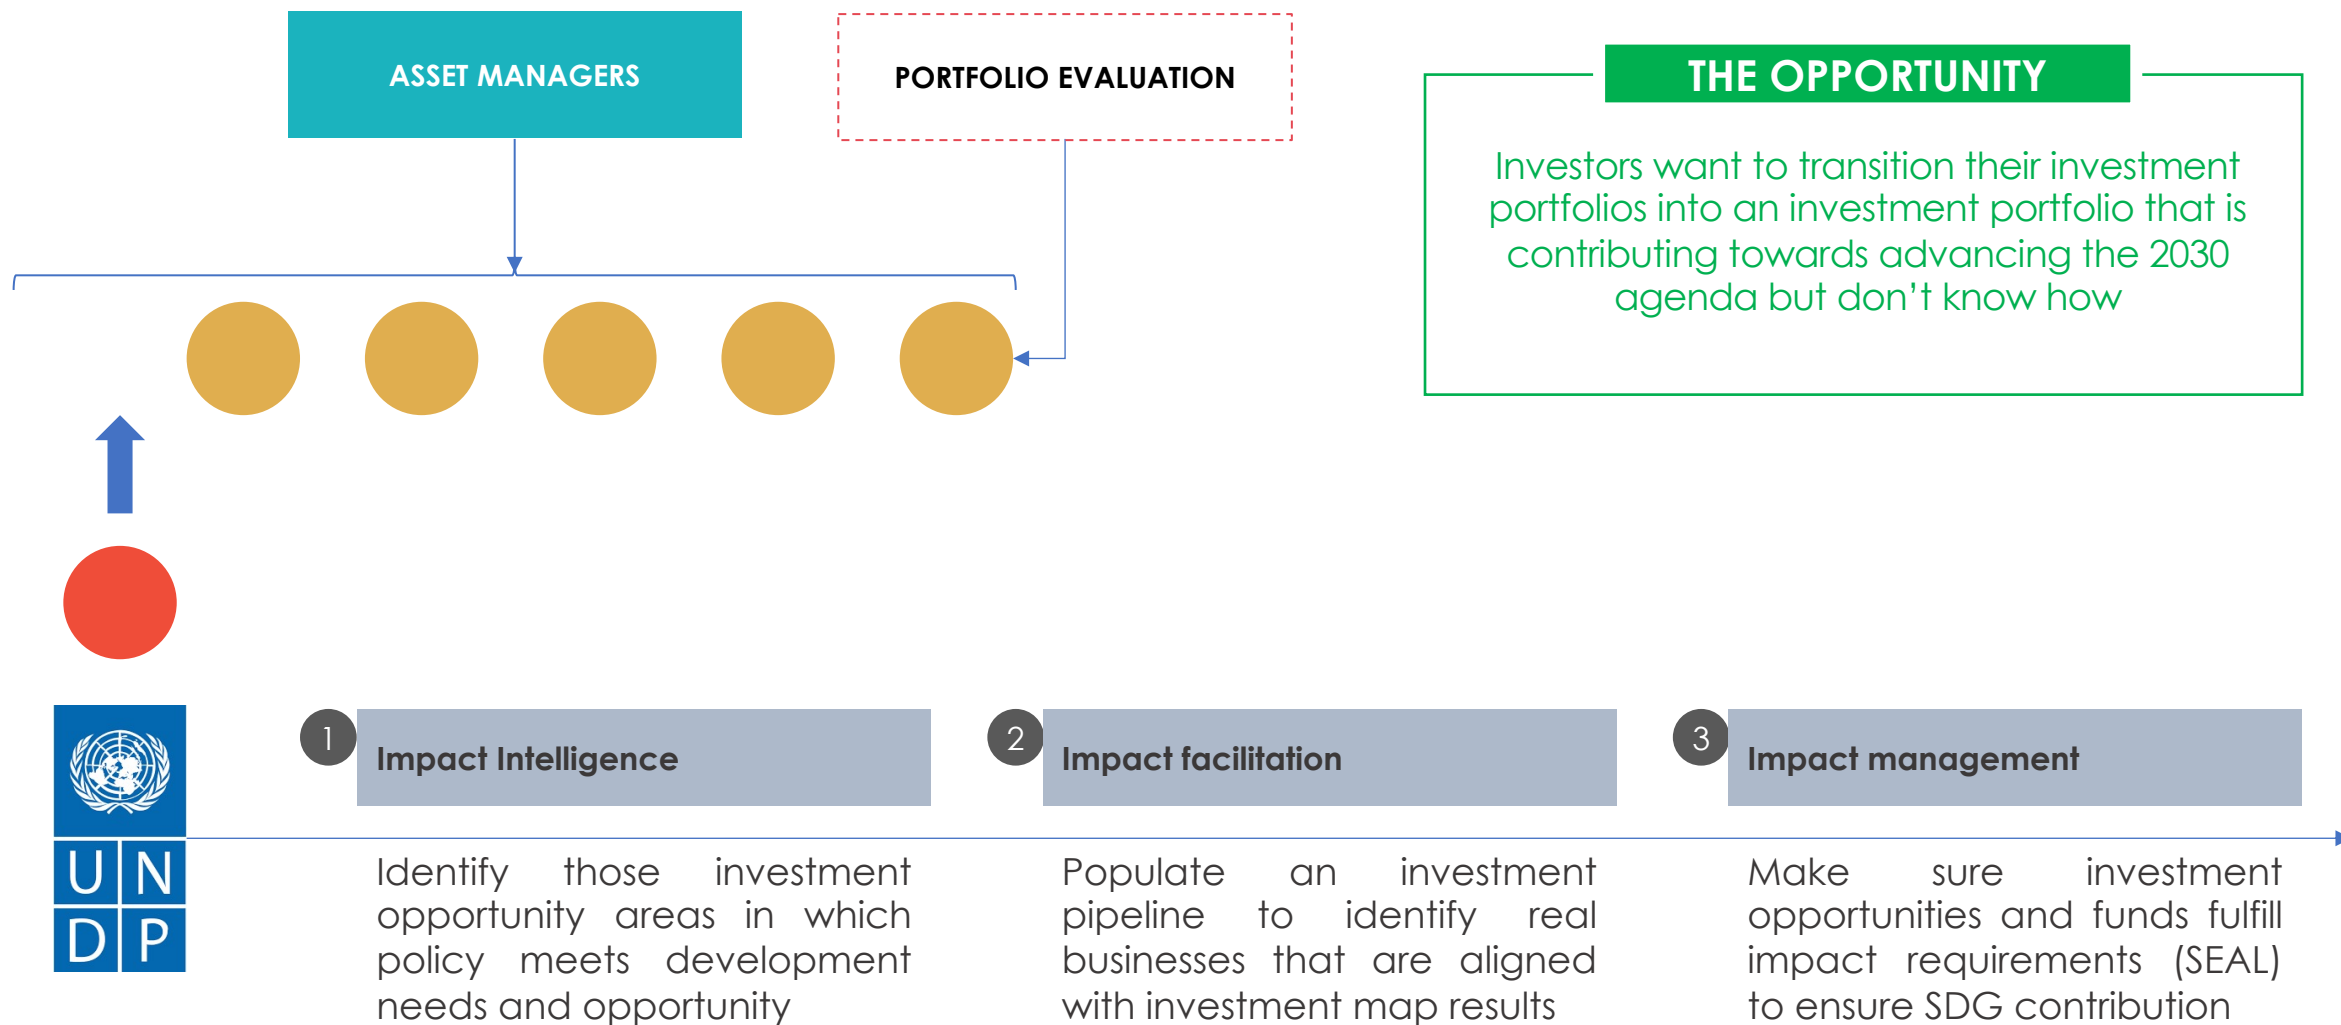 ASSET MANAGERS
PORTFOLIO EVALUATION
THE OPPORTUNITY
Investors want to transition their investment
portfolios into an investment portfolio that is
contributing towards advancing the 2030
agenda but don’t know how
1
Impact Intelligence
2
Impact facilitation
3
Impact management
U N
D P
Identify those investment
opportunity areas in which
policy meets development
needs and opportunity
Populate an investment
pipeline to identify real
businesses that are aligned
with investment map results
Make sure investment
opportunities and funds fulfill
impact requirements (SEAL)
to ensure SDG contribution